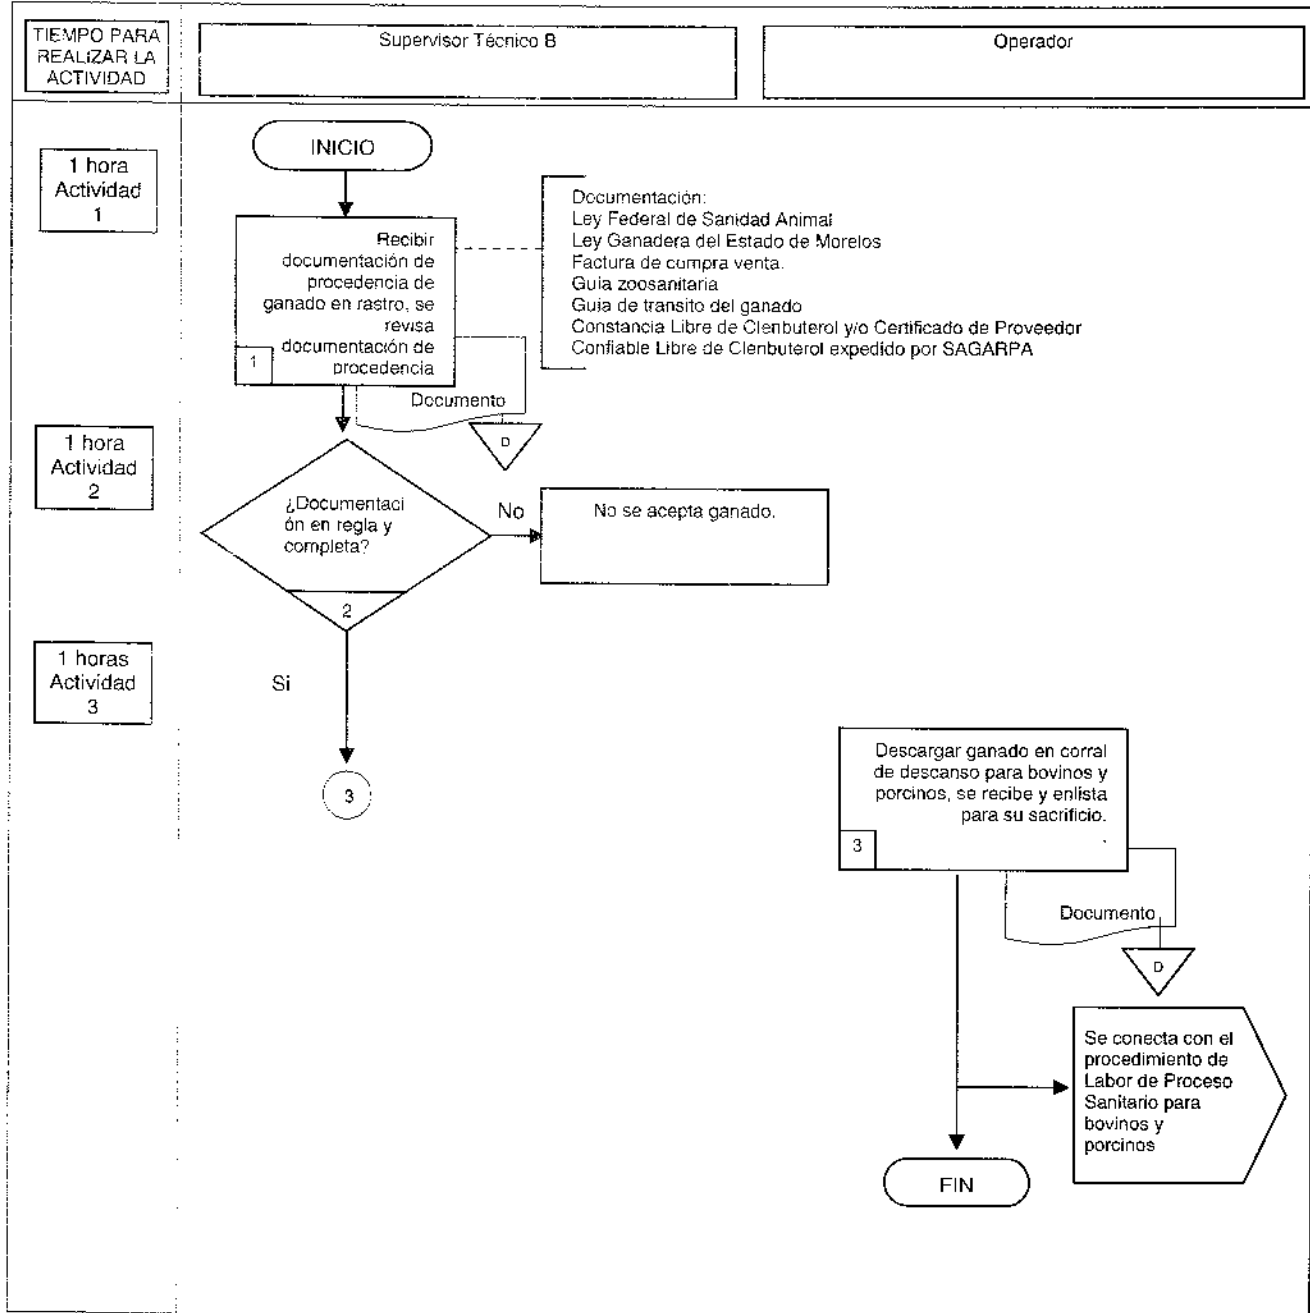 TIEMPO PARA
REALIZAR LA
ACTIVIDAD
Supervisor Técnico B
Operador
INICIO
1 hora
Actividad
1
Recibir
documentación de
procedencia de
ganado en rastro, se
revisa
documentación de
procedencia
1
Documentación:
Ley Federal de Sanidad Animal
Ley Ganadera del Estado de Morelos
Factura de compra venta.
Guia zoosanitaria
Guia de transito del ganado
Constancia Libre de Clenbuterol y/o Certificado de Proveedor
Confiable Libre de Clenbuterol expedido por SAGARPA
Documento
D
1 hora
Actividad
2
¿Documentaci
ón en regla y
completa?
2
No
No se acepta ganado.
1 horas
Actividad
3
Si
3
Descargar ganado en corral
de descanso para bovinos y
porcinos, se recibe y enlista
para su sacrificio.
3
Documento
D
Se conecta con el
procedimiento de
Labor de Proceso
Sanitario para
bovinos y
porcinos
FIN